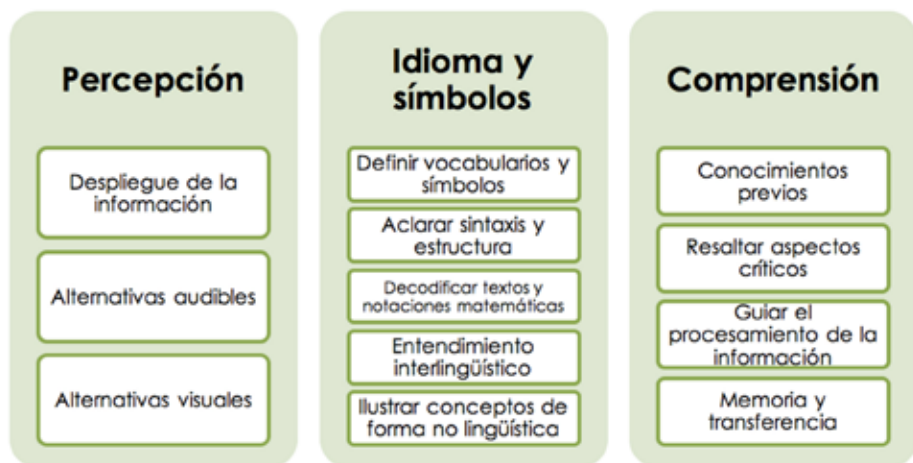 Percepción
Despliegue de la
información
Alternativas audibles
Alternativas visuales
Idioma y
símbolos
Definir vocabularios y
símbolos
Aclarar sintaxis y
estructura
Decodificar textos y
notaciones matemáticas
Entendimiento
interlingüístico
Ilustrar conceptos de
forma no lingüística
Comprensión
Conocimientos
previos
Resaltar aspectos
críticos
Guiar el
procesamiento de la
información
Memoria y
transferencia